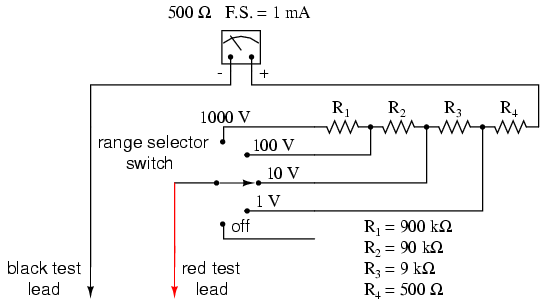 500 Ω F.S. = 1 mA
- +
1000 V
R1 R2 R3 R4
range selector
switch
100 V
10 V
1 V
off
R1 = 900 kΩ
R2 = 90 kΩ
R3 = 9 kΩ
R4 = 500 Ω
black test
lead
red test
lead